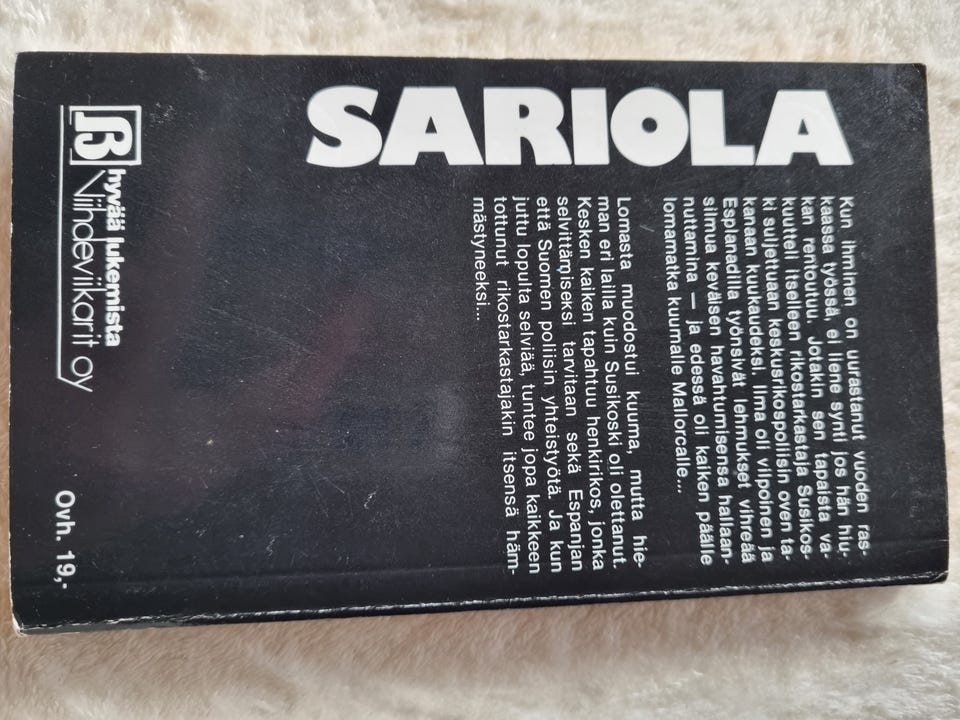 SARIOLA
Kun ihminen on uurastanut vuoden ras-
kaassa työssä, ei liene synti jos hän hiu-
kan rentoutuu. Jotakin sen tapaista va-
kuutteli itselleen rikostarkastaja Susikos-
ki suljettuaan keskusrikospoliisin oven ta-
kanaan kuukaudeksi. Ilma oli vilpoinen ja
Esplanadilla työnsivät lehmukset vihreää
silmua kevälsen havahtumisensa hallaan-
nuttamina — ja edessä oli kaiken päälle
lomamatka kuumalle Mallorcalle...
Lomasta muodostui kuuma, mutta hie-
man eri lailla kuin Susikoski oli olettanut.
Kesken kaiken tapahtuu henkirikos, jonka
selvittämiseksi tarvitaan sekä Espanjan
että Suomen poliisin yhteistyötä. Ja kun
juttu lopulta selviää, tuntee jopa kaikkeen
tottunut rikostarkastajakin itsensä häm-
mästyneeksi...
hyvää lukemista
Viihdeviikarit oy
Ovh. 19,-